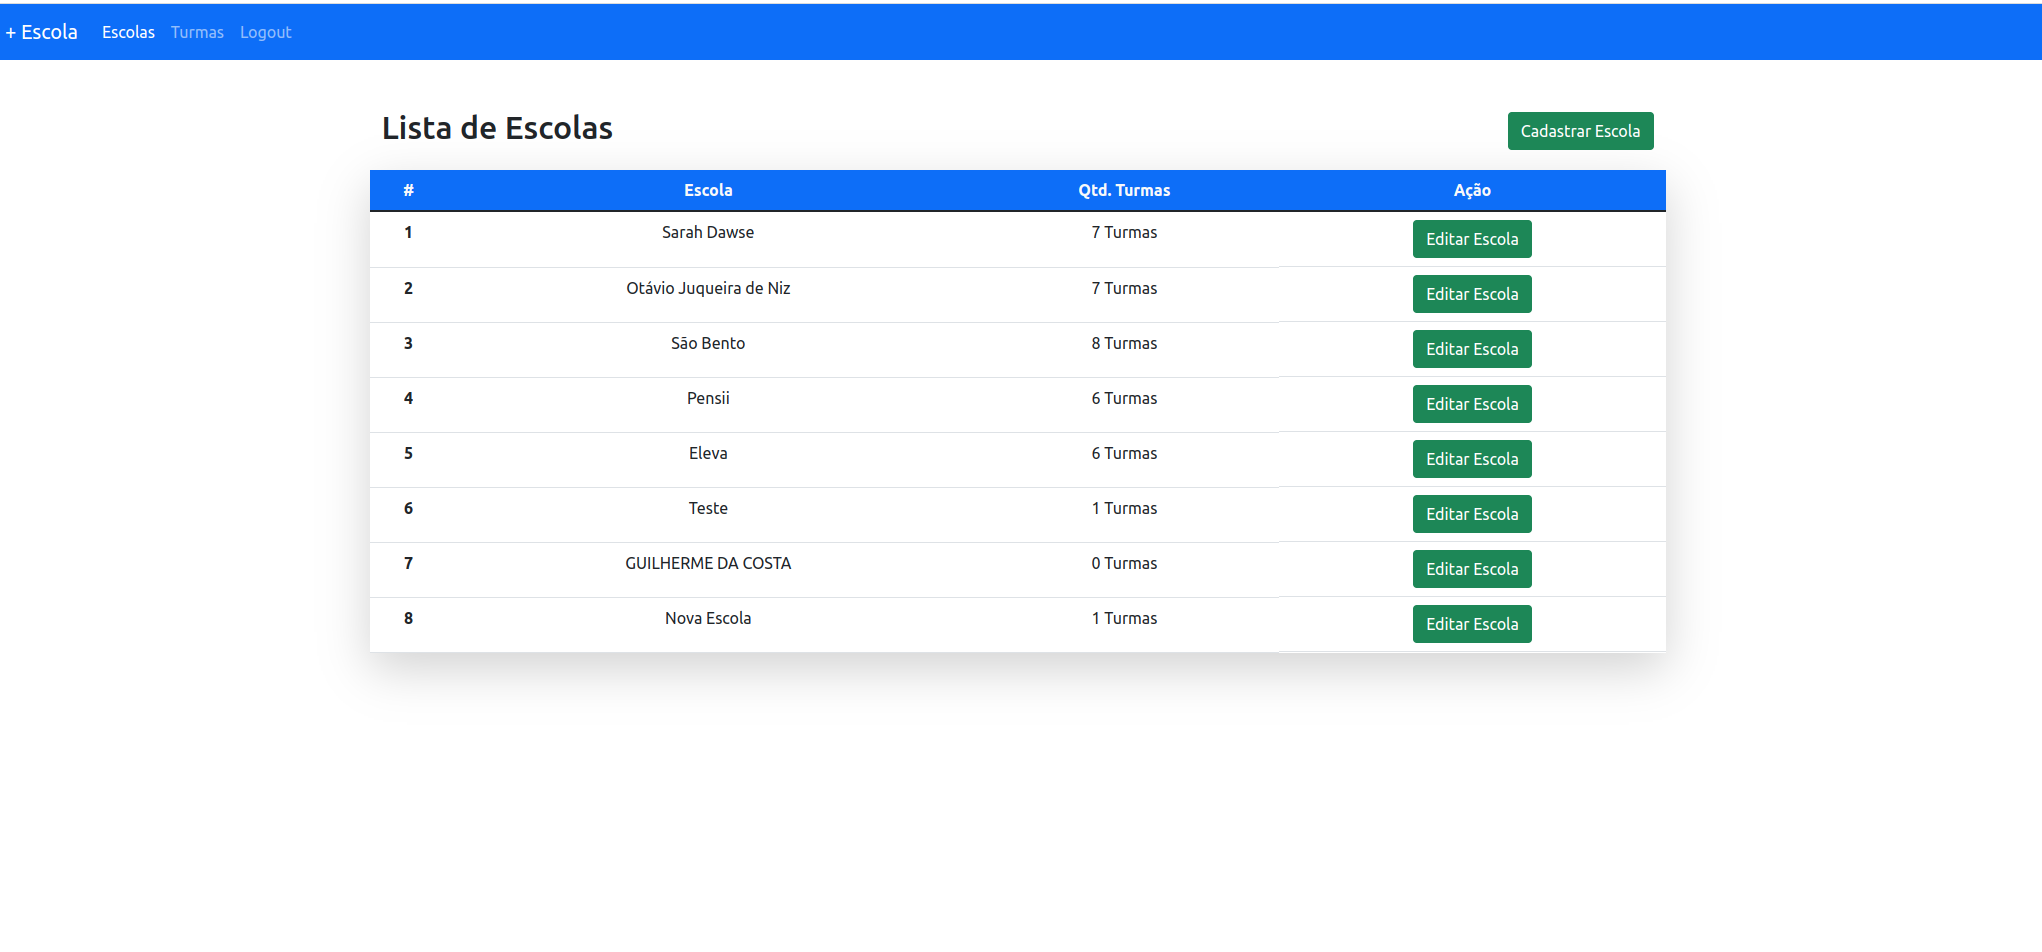 + Escola Escolas Turmas Logout
Lista de Escolas Cadastrar Escola
# Escola Qtd. Turmas Ação
1 Sarah Dawse 7 Turmas Editar Escola
2 Otávio Juqueira de Niz 7 Turmas Editar Escola
3 São Bento 8 Turmas Editar Escola
4 Pensii 6 Turmas Editar Escola
5 Eleva 6 Turmas Editar Escola
6 Teste 1 Turmas Editar Escola
7 GUILHERME DA COSTA 0 Turmas Editar Escola
8 Nova Escola 1 Turmas Editar Escola